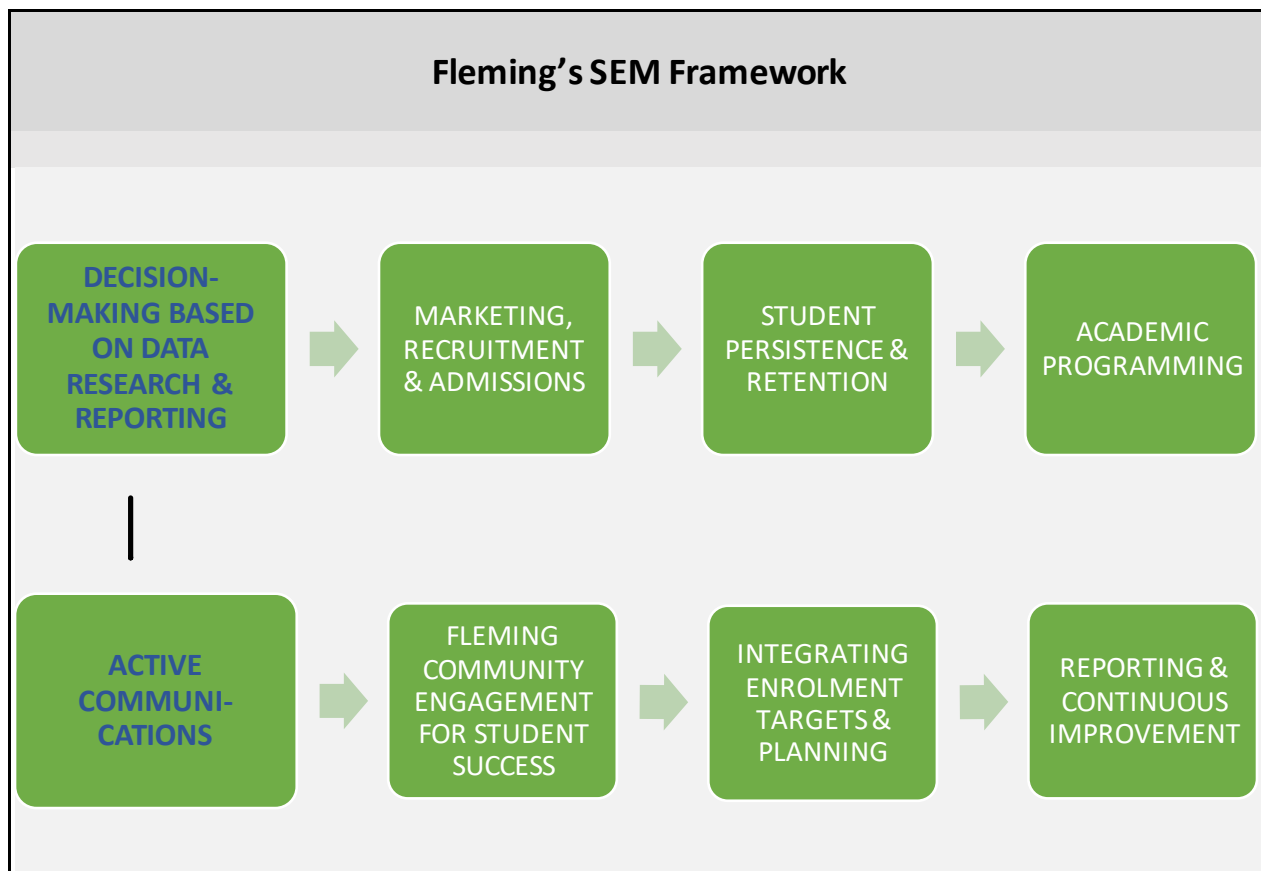 Fleming's SEM Framework
DECISION-
MAKING BASED
ON DATA
RESEARCH &
REPORTING
MARKETING,
RECRUITMENT
& ADMISSIONS
STUDENT
PERSISTENCE &
RETENTION
ACADEMIC
PROGRAMMING
ACTIVE
COMMUNI-
CATIONS
FLEMING
COMMUNITY
ENGAGEMENT
FOR STUDENT
SUCCESS
INTEGRATING
ENROLMENT
TARGETS &
PLANNING
REPORTING &
CONTINUOUS
IMPROVEMENT